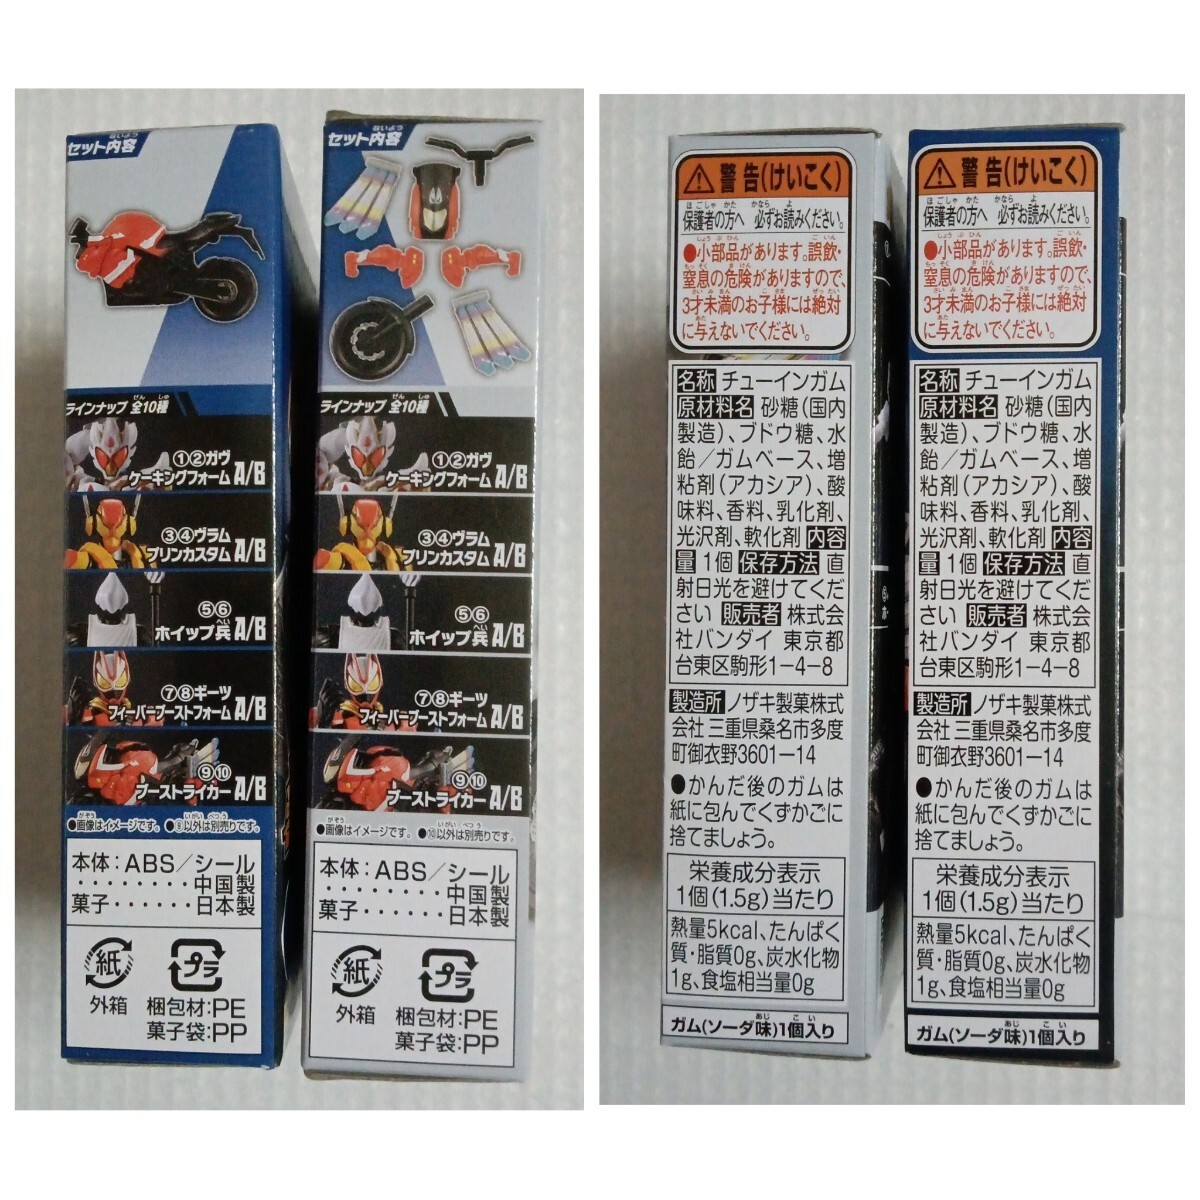 セット内容
ラインナップ 全10種
①②ガヴ
ケーキングフォーム A/B
③④ヴラム
プリンカスタム A/B
⑤⑥
ホイップ兵 A/B
⑦⑧ギーツ
フィーバーブーストフォーム A/B
⑨⑩
ブーストライカー A/B
●画像はイメージです。 ●⑨以外は別売りです。
本体：ABS／シール
・・・・・・・・中国製
菓子・・・・・・日本製
紙
プラ
外箱
梱包材:PE
菓子袋:PP
セット内容
ラインナップ 全10種
①②ガヴ
ケーキングフォーム A/B
③④ヴラム
プリンカスタム A/B
⑤⑥
ホイップ兵 A/B
⑦⑧ギーツ
フィーバーブーストフォーム A/B
⑨⑩
ブーストライカー A/B
●画像はイメージです。 ●⑩以外は別売りです。
本体：ABS／シール
・・・・・・・・中国製
菓子・・・・・・日本製
紙
プラ
外箱
梱包材:PE
菓子袋:PP
警告(けいこく)
保護者の方へ 必ずお読みください。
●小部品があります。誤飲・
窒息の危険がありますので、
3才未満のお子様には絶対
に与えないでください。
名称 チューインガム
原材料名 砂糖(国内
製造)、ブドウ糖、水
飴／ガムベース、増
粘剤(アカシア)、酸
味料、香料、乳化剤、
光沢剤、軟化剤 内容
量 1個 保存方法 直
射日光を避けてくだ
さい 販売者 株式会
社バンダイ 東京都
台東区駒形1-4-8
製造所 ノザキ製菓株式
会社 三重県桑名市多度
町御衣野3601-14
●かんだ後のガムは
紙に包んでくずかごに
捨てましょう。
栄養成分表示
1個(1.5g)当たり
熱量5kcal、たんぱく
質・脂質0g、炭水化物
1g、食塩相当量0g
ガム(ソーダ味)1個入り
警告(けいこく)
保護者の方へ 必ずお読みください。
●小部品があります。誤飲・
窒息の危険がありますので、
3才未満のお子様には絶対
に与えないでください。
名称 チューインガム
原材料名 砂糖(国内
製造)、ブドウ糖、水
飴／ガムベース、増
粘剤(アカシア)、酸
味料、香料、乳化剤、
光沢剤、軟化剤 内容
量 1個 保存方法 直
射日光を避けてくだ
さい 販売者 株式会
社バンダイ 東京都
台東区駒形1-4-8
製造所 ノザキ製菓株式
会社 三重県桑名市多度
町御衣野3601-14
●かんだ後のガムは
紙に包んでくずかごに
捨てましょう。
栄養成分表示
1個(1.5g)当たり
熱量5kcal、たんぱく
質・脂質0g、炭水化物
1g、食塩相当量0g
ガム(ソーダ味)1個入り